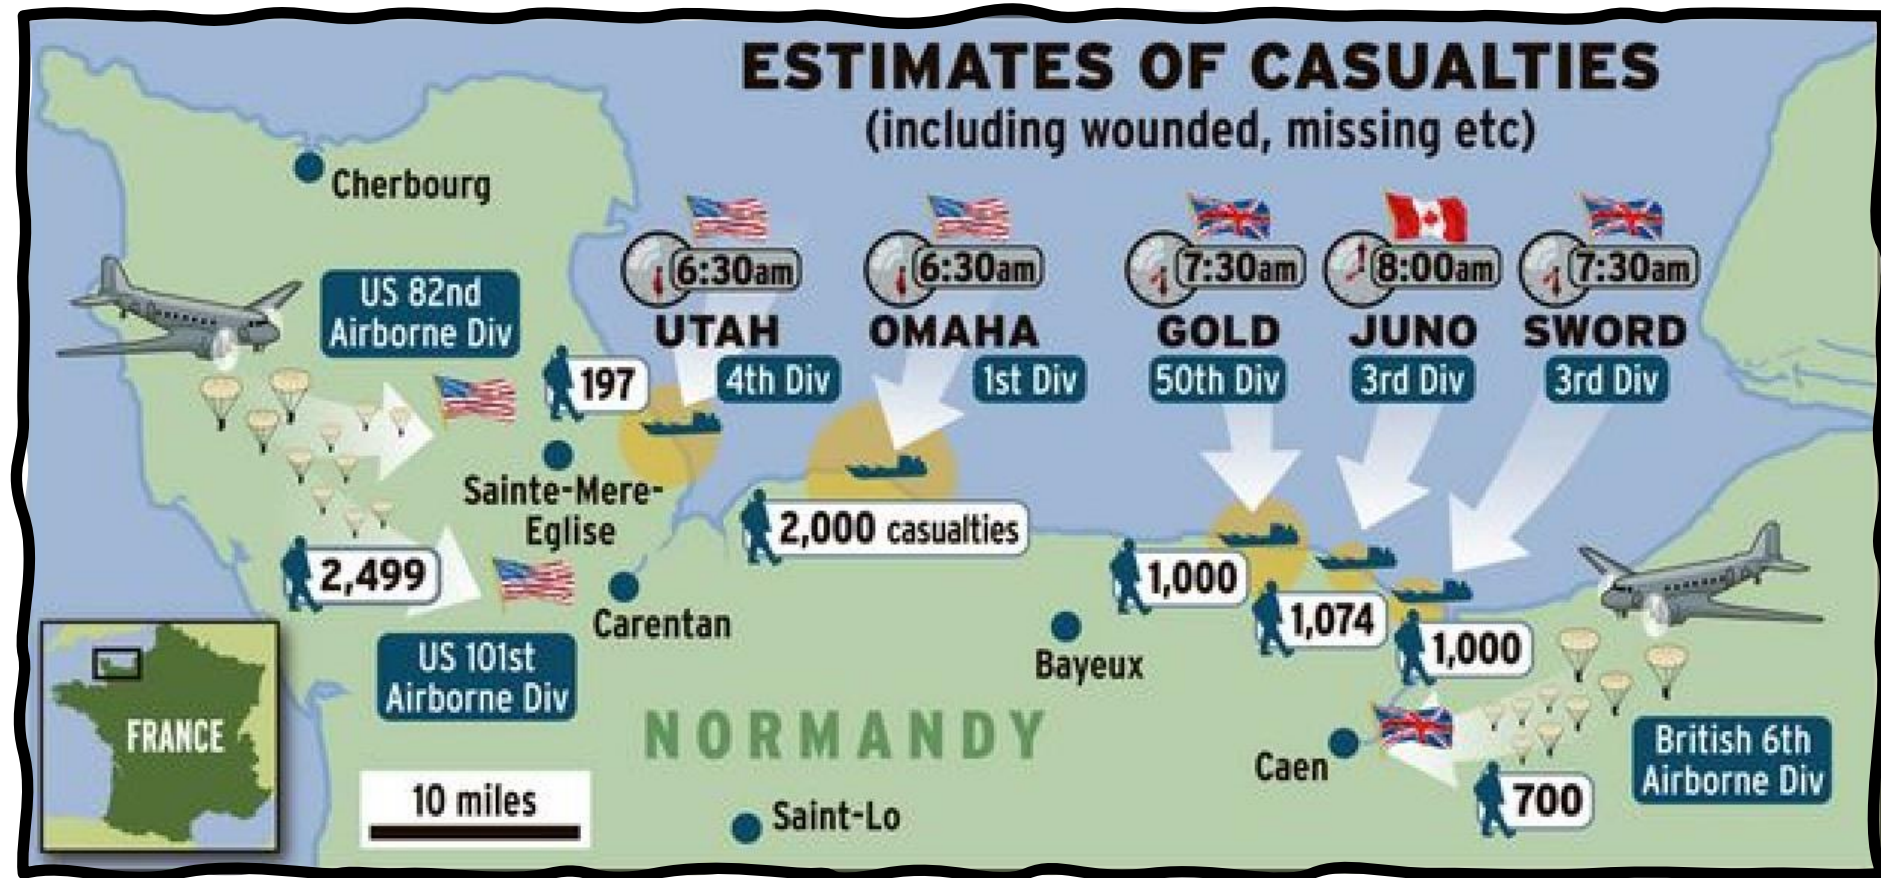 ESTIMATES OF CASUALTIES
(including wounded, missing etc)
Cherbourg
6:30am
6:30am
7:30am
8:00am
7:30am
US 82nd
Airborne Div
UTAH
OMAHA
GOLD
JUNO
SWORD
197
4th Div
1st Div
50th Div
3rd Div
3rd Div
Sainte-Mere-
Eglise
2,000 casualties
2,499
1,000
Carentan
1,074
1,000
Bayeux
US 101st
Airborne Div
FRANCE
NORMANDY
Caen
British 6th
Airborne Div
700
10 miles
Saint-Lo